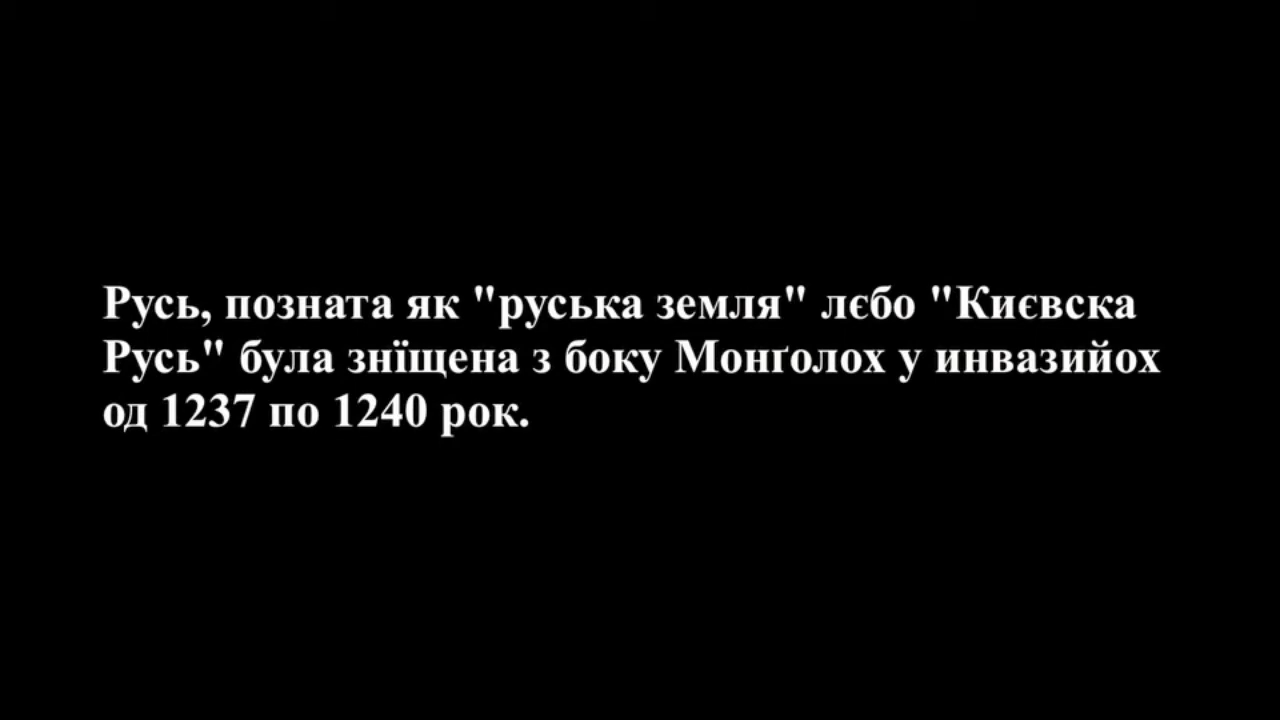 Русь, позната як "руська земля" лєбо "Києвска
Русь" була знїщена з боку Монґолох у инвазийох
од 1237 по 1240 рок.